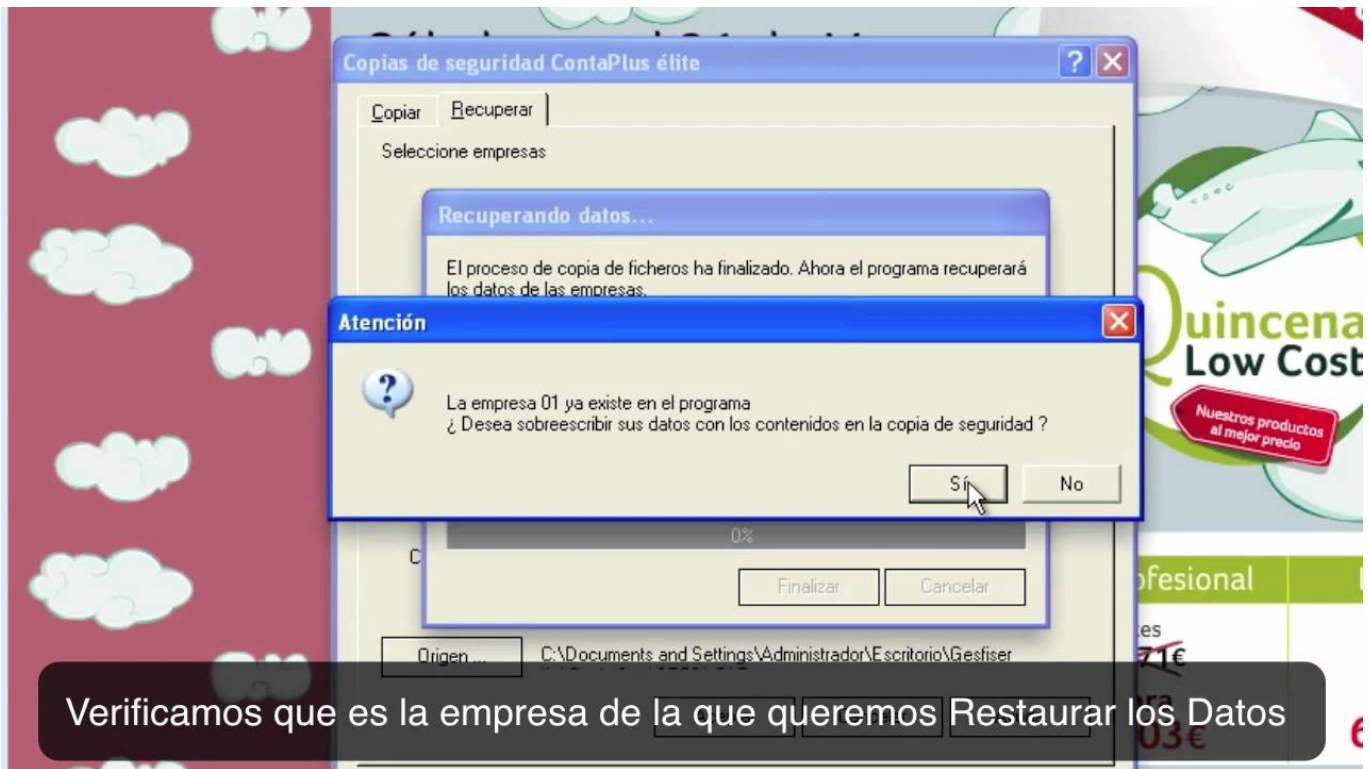 Copias de seguridad ContaPlus élite
Copiar
Recuperar
Seleccione empresas
Recuperando datos...
El proceso de copia de ficheros ha finalizado. Ahora el programa recuperará
los datos de las empresas.
Atención
La empresa 01 ya existe en el programa
¿ Desea sobreescribir sus datos con los contenidos en la copia de seguridad ?
Sí
No
0%
Finalizar
Cancelar
Origen ...
C:\Documents and Settings\Administrador\Escritorio\Gesfiser
Quincena
Low Cost
Nuestros productos
al mejor precio
Verificamos que es la empresa de la que queremos Restaurar los Datos